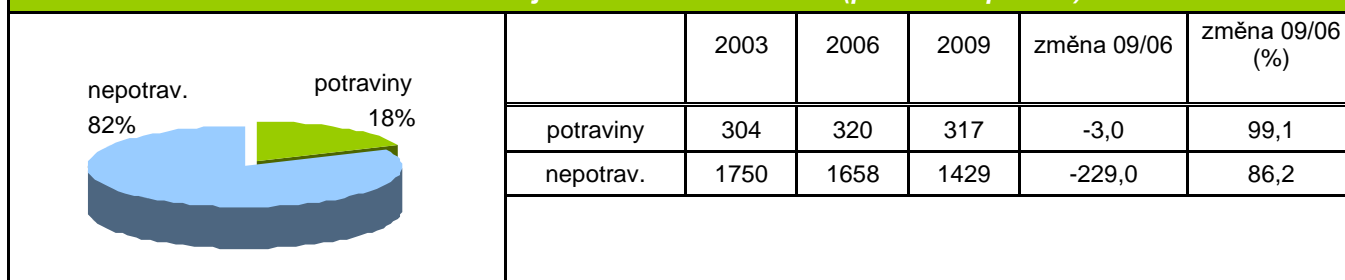 nepotrav.
82%
potraviny
18%
2003 2006 2009 změna 09/06 změna 09/06
(%)
potraviny 304 320 317 -3,0 99,1
nepotrav. 1750 1658 1429 -229,0 86,2